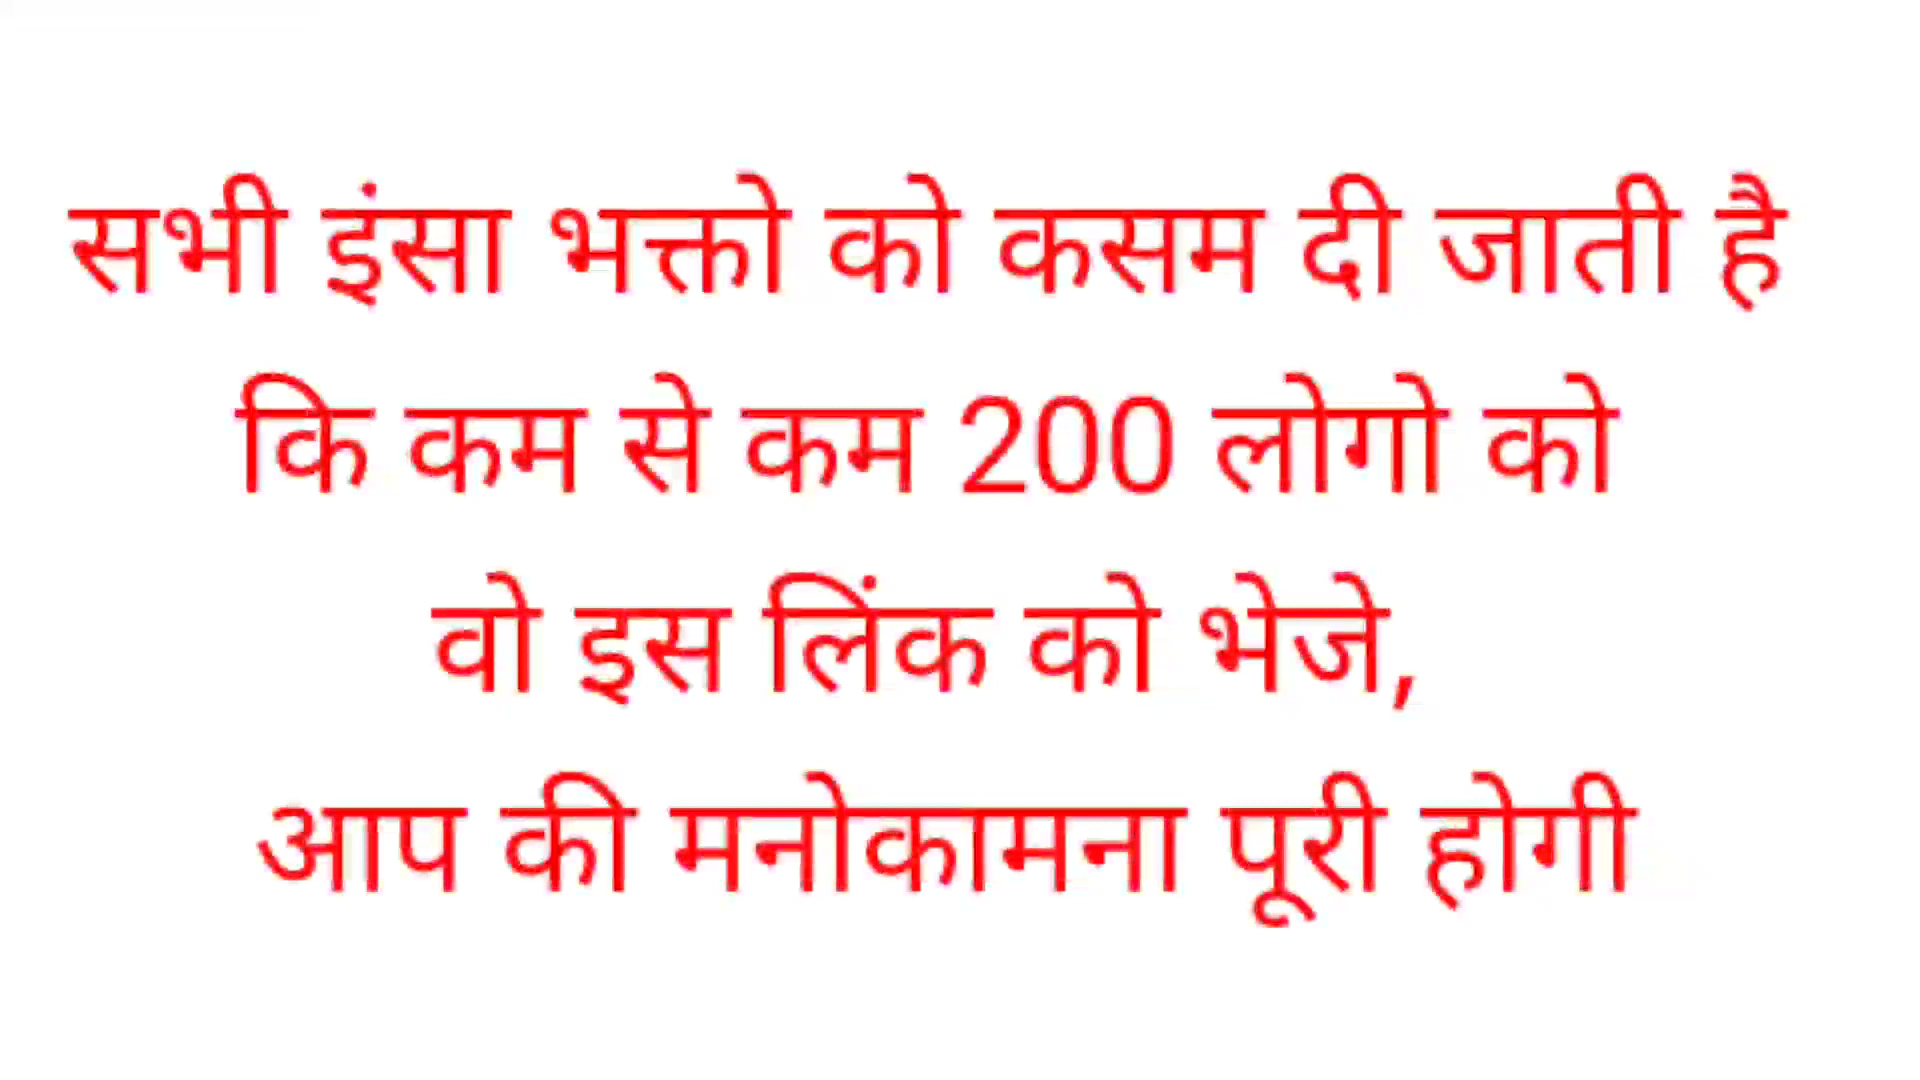 सभी इंसा भक्तो को कसम दी जाती है
कि कम से कम 200 लोगो को
वो इस लिंक को भेजे,
आप की मनोकामना पूरी होगी